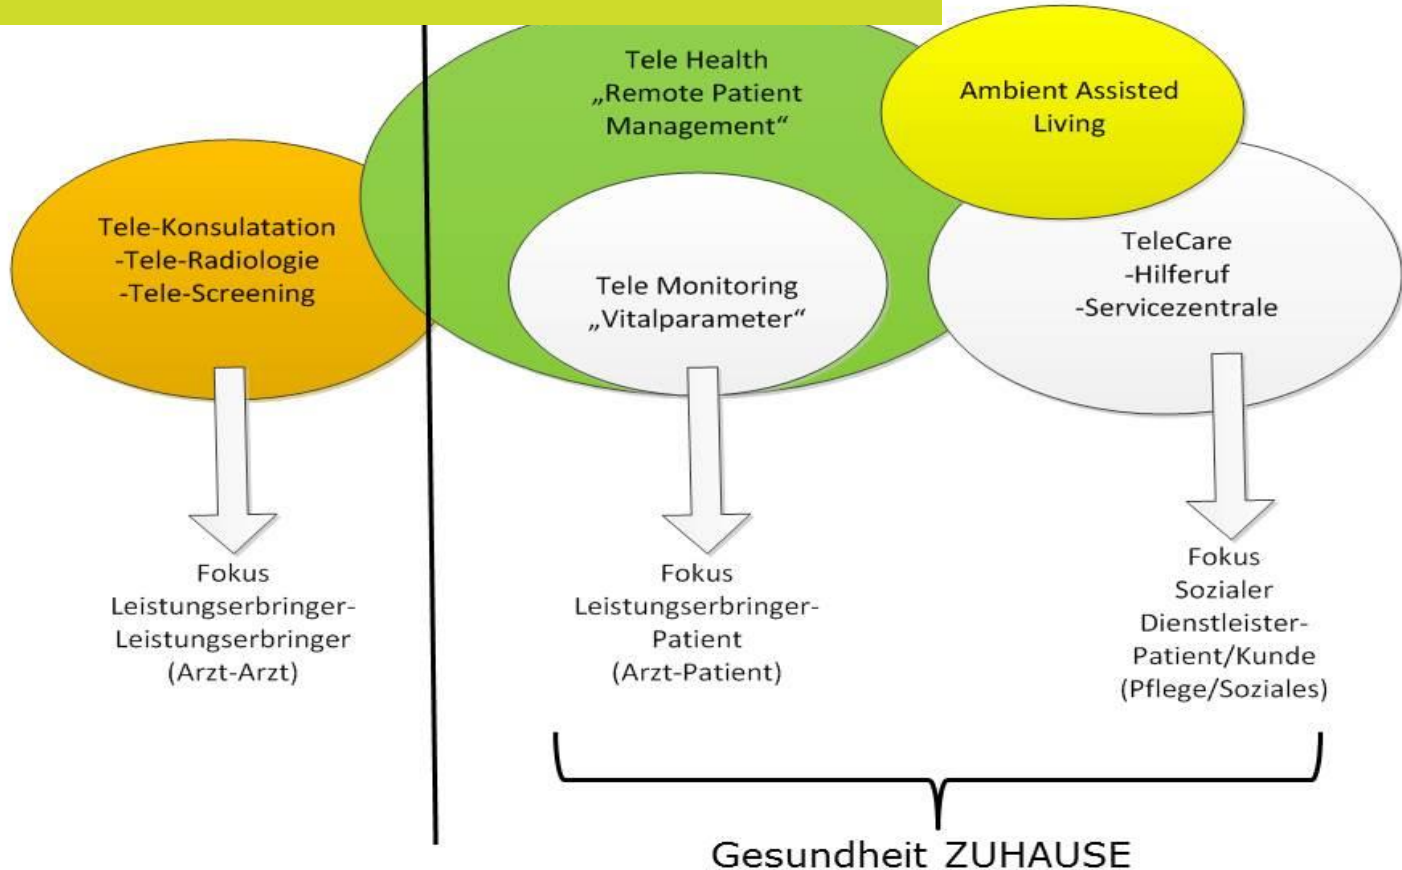 Tele Health
„Remote Patient
Management“
Ambient Assisted
Living
Tele-Konsulatation
-Tele-Radiologie
-Tele-Screening
Tele Monitoring
„Vitalparameter“
TeleCare
-Hilferuf
-Servicezentrale
Fokus
Leistungserbringer-
Leistungserbringer
(Arzt-Arzt)
Fokus
Leistungserbringer-
Patient
(Arzt-Patient)
Fokus
Sozialer
Dienstleister-
Patient/Kunde
(Pflege/Soziales)
Gesundheit ZUHAUSE